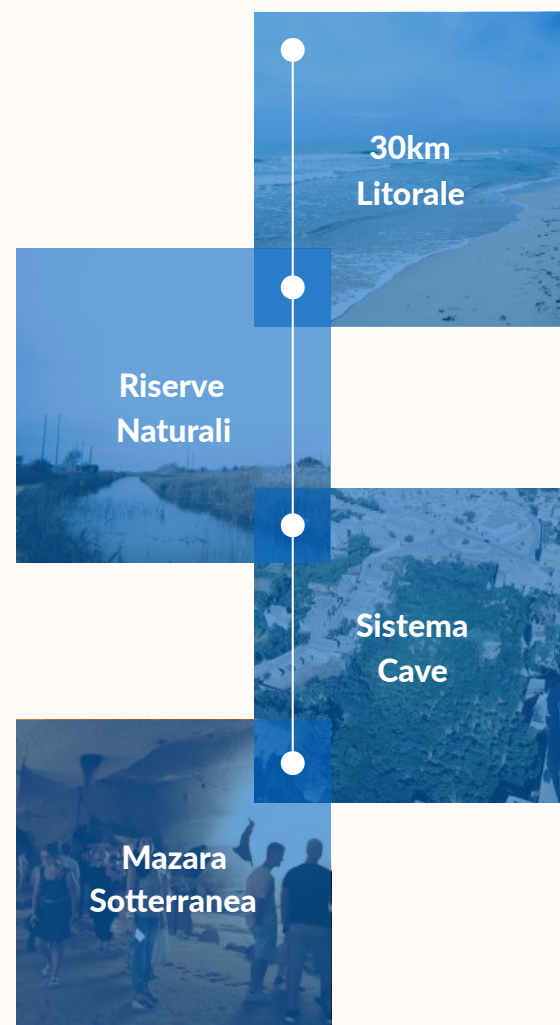 30km
Litorale
Riserve
Naturali
Sistema
Cave
Mazara
Sotterranea